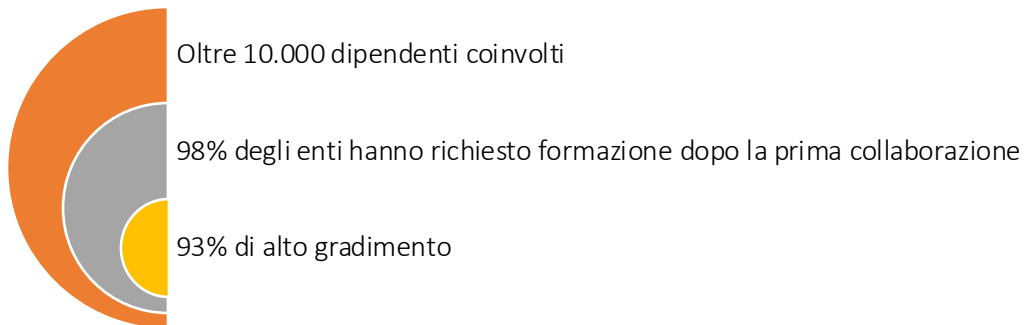 Oltre 10.000 dipendenti coinvolti
98% degli enti hanno richiesto formazione dopo la prima collaborazione
93% di alto gradimento